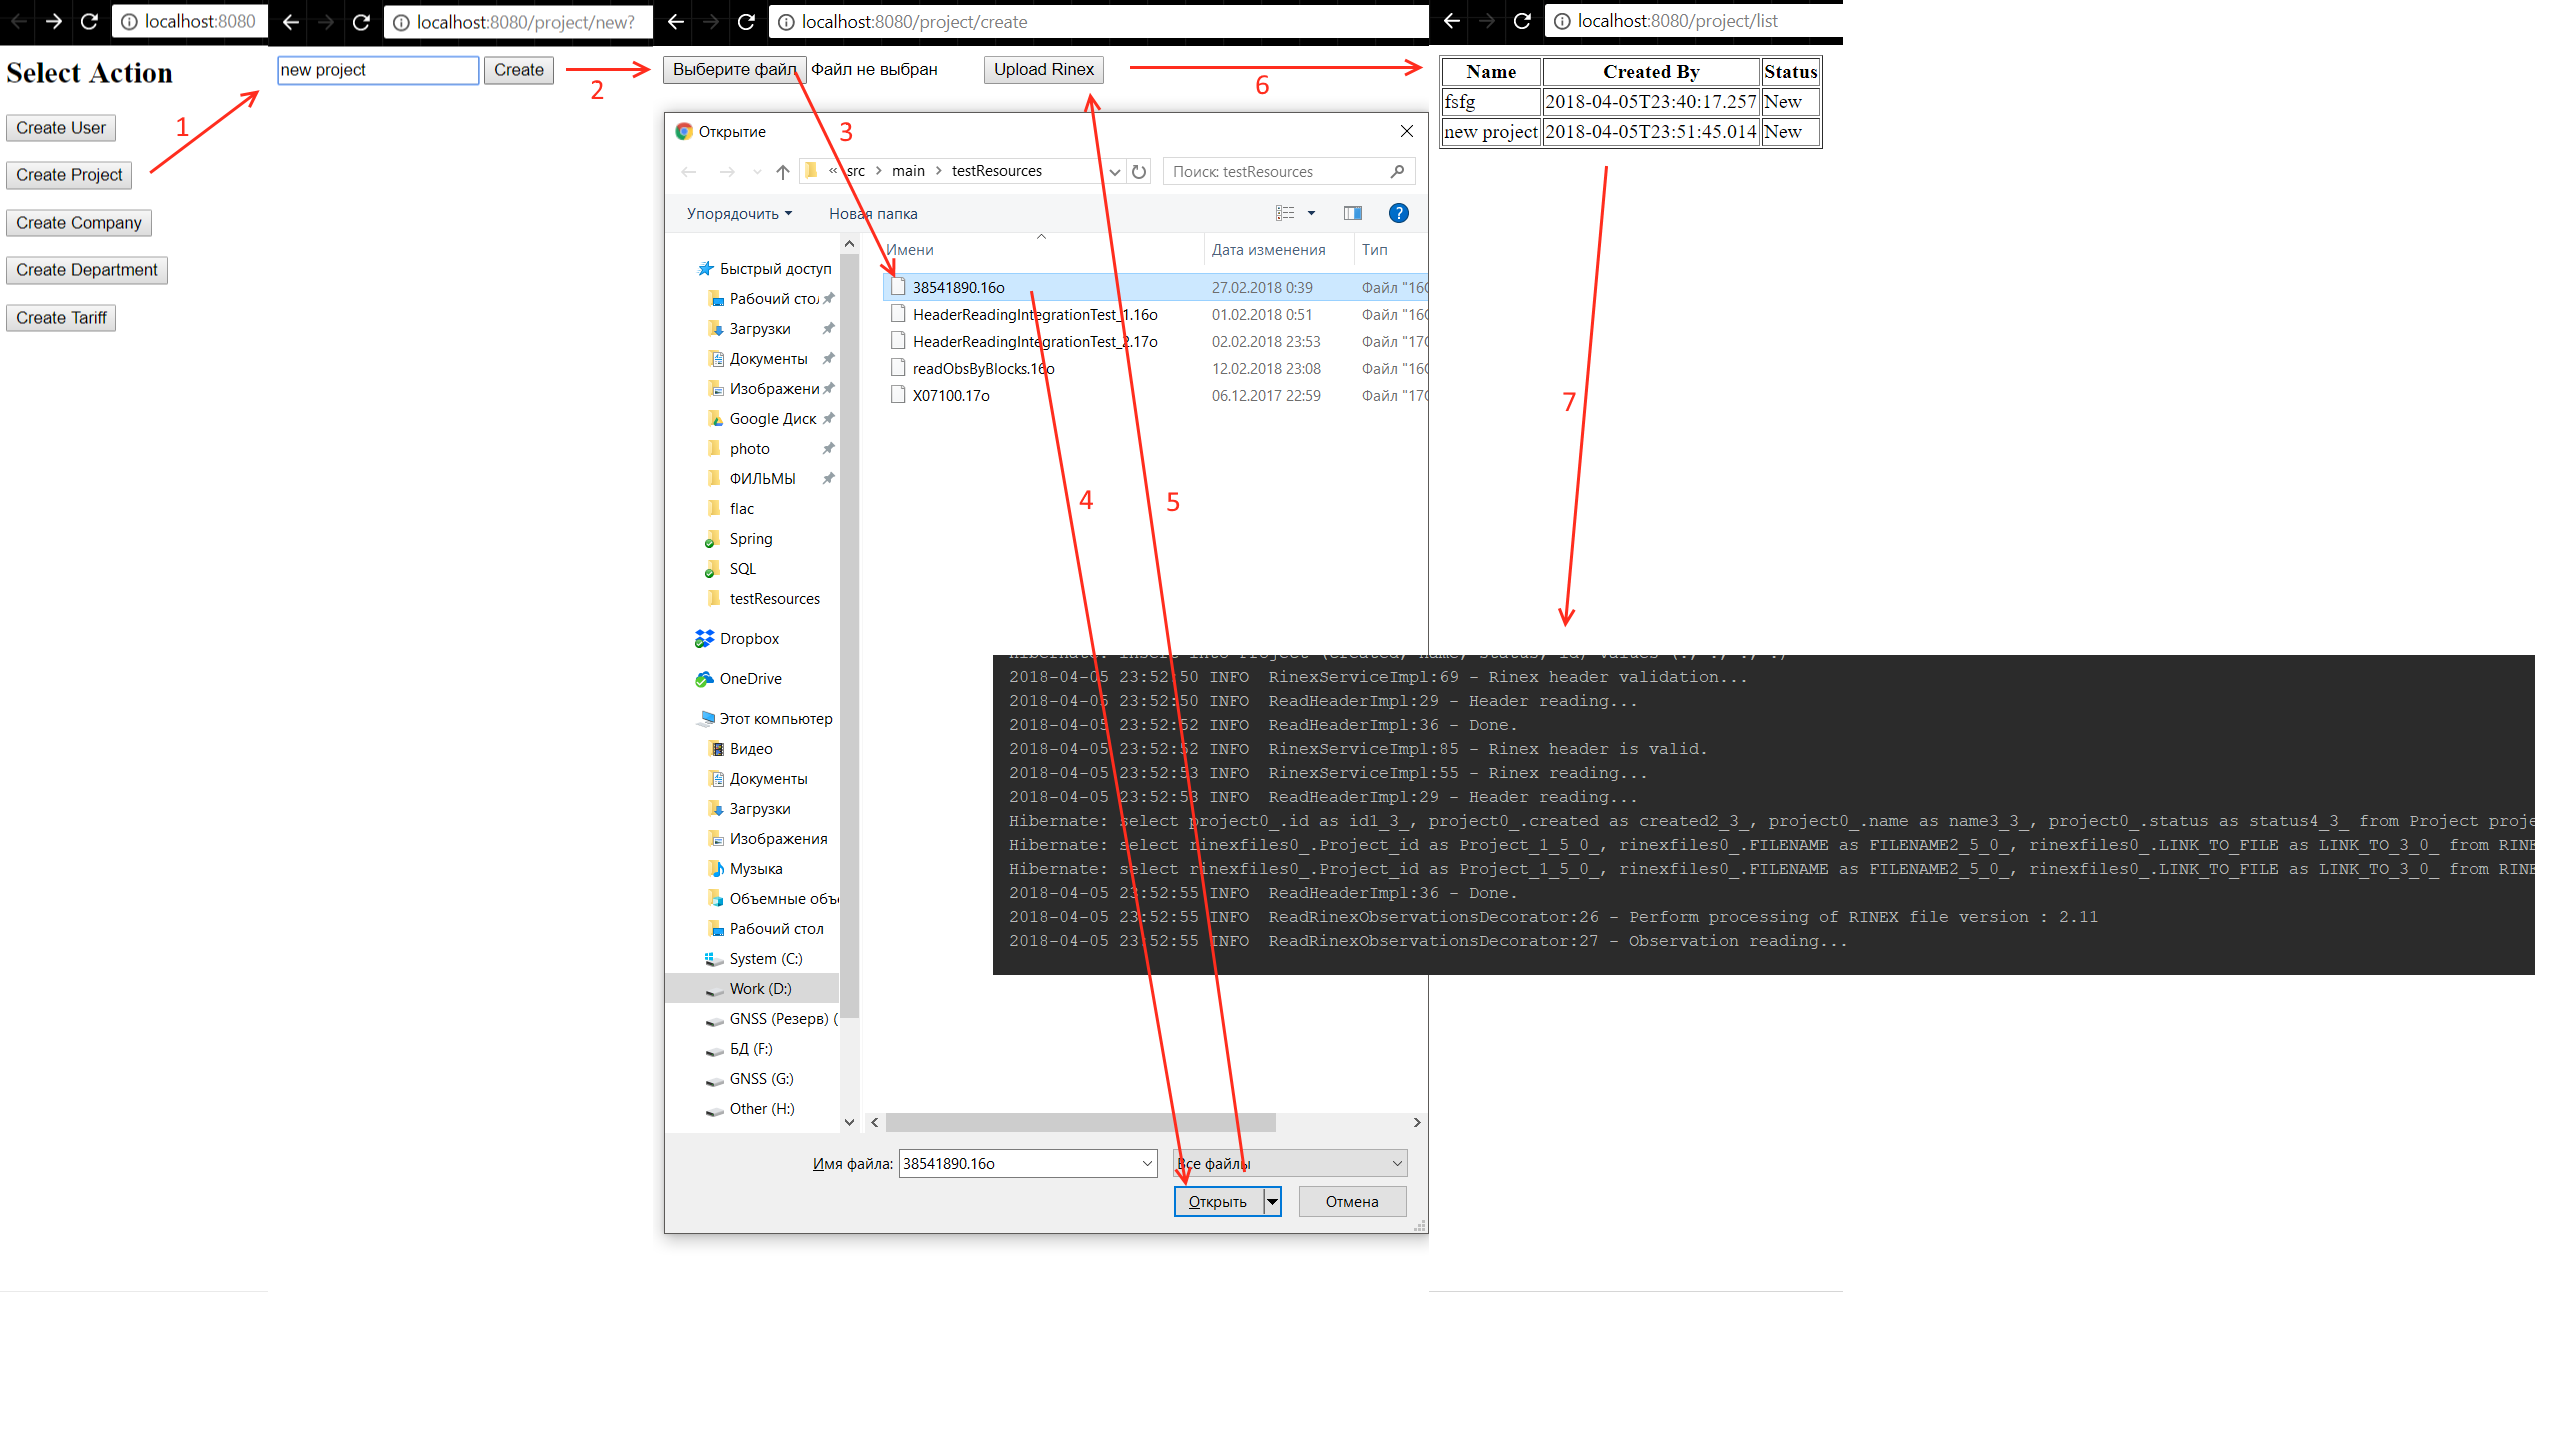 localhost:8080
Select Action
Create User
Create Project
Create Company
Create Department
Create Tariff
1
localhost:8080/project/new?
new project
Create
2
localhost:8080/project/create
Выберите файл
Файл не выбран
Upload Rinex
3
Открытие
« src > main > testResources
Поиск: testResources
Упорядочить
Новая папка
Имени
Дата изменения
Тип
38541890.16o 27.02.2018 0:39 Файл "16
HeaderReadingIntegrationTest_1.16o 01.02.2018 0:51 Файл "16
HeaderReadingIntegrationTest_2.17o 02.02.2018 23:53 Файл "17
readObsByBlocks.16o 12.02.2018 23:08 Файл "16
X07100.17o 06.12.2017 22:59 Файл "17
Быстрый доступ
Рабочий стол
Загрузки
Документы
Изображени
Google Диск
photo
ФИЛЬМЫ
flac
Spring
SQL
testResources
Dropbox
OneDrive
Этот компьютер
Видео
Документы
Загрузки
Изображения
Музыка
Объемные объ
Рабочий стол
System (C:)
Work (D:)
GNSS (Резерв) (
БД (F:)
GNSS (G:)
Other (H:)
4
5
Имя файла: 38541890.16o
Все файлы
Открыть
Отмена
6
localhost:8080/project/list
Name Created By Status
fsfg 2018-04-05T23:40:17.257 New
new project 2018-04-05T23:51:45.014 New
7
2018-04-05 23:52:50 INFO RinexServiceImpl:69 - Rinex header validation...
2018-04-05 23:52:50 INFO ReadHeaderImpl:29 - Header reading...
2018-04-05 23:52:52 INFO ReadHeaderImpl:36 - Done.
2018-04-05 23:52:52 INFO RinexServiceImpl:85 - Rinex header is valid.
2018-04-05 23:52:53 INFO RinexServiceImpl:55 - Rinex reading...
2018-04-05 23:52:53 INFO ReadHeaderImpl:29 - Header reading...
Hibernate: select project0_.id as id1_3_, project0_.created as created2_3_, project0_.name as name3_3_, project0_.status as status4_3_ from Project proje
Hibernate: select rinexfiles0_.Project_id as Project_1_5_0_, rinexfiles0_.FILENAME as FILENAME2_5_0_, rinexfiles0_.LINK_TO_FILE as LINK_TO_3_0_ from RINE
Hibernate: select rinexfiles0_.Project_id as Project_1_5_0_, rinexfiles0_.FILENAME as FILENAME2_5_0_, rinexfiles0_.LINK_TO_FILE as LINK_TO_3_0_ from RINE
2018-04-05 23:52:55 INFO ReadHeaderImpl:36 - Done.
2018-04-05 23:52:55 INFO ReadRinexObservationsDecorator:26 - Perform processing of RINEX file version : 2.11
2018-04-05 23:52:55 INFO ReadRinexObservationsDecorator:27 - Observation reading...